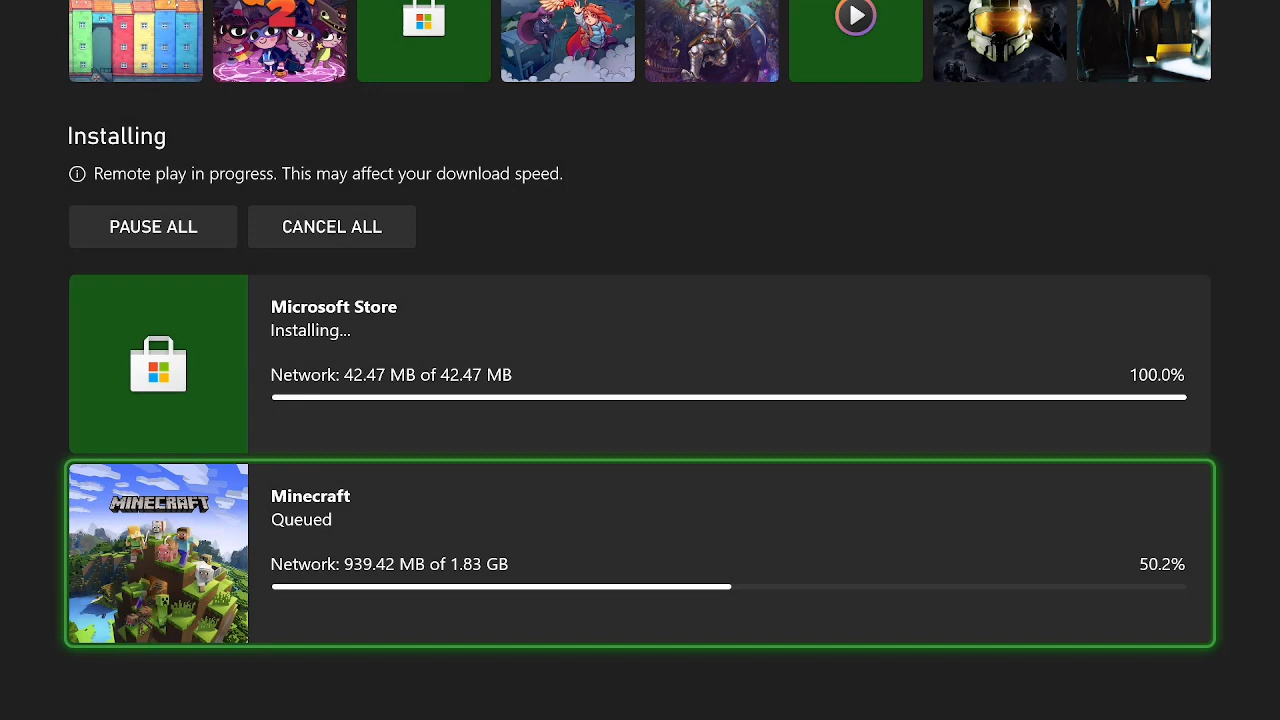 2
Installing
Remote play in progress. This may affect your download speed.
PAUSE ALL
CANCEL ALL
Microsoft Store
Installing...
Network: 42.47 MB of 42.47 MB
100.0%
MINECRAFT
Minecraft
Queued
Network: 939.42 MB of 1.83 GB
50.2%